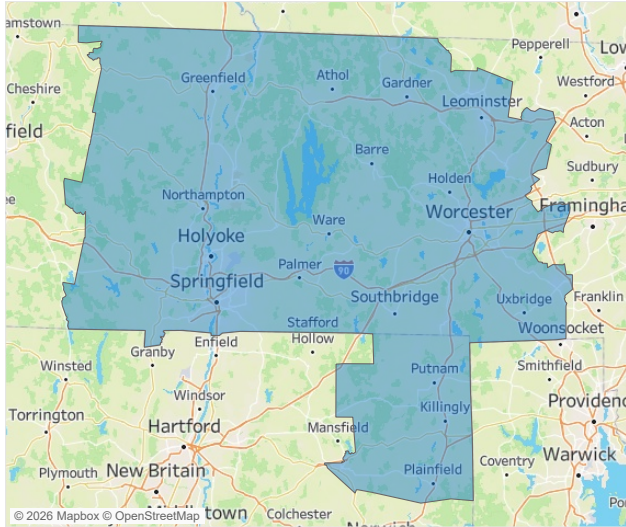 amstown
Pepperell
Low
Athol
Greenfield
Gardner
Cheshire
Westford
Leominster
Acton
field
Barre
Sudbury
Holden
Northampton
Framingha
Worcester
Ware
Holyoke
Palmer
90
Springfield
Southbridge
Uxbridge
Franklin
Stafford
Hollow
Woonsocket
Enfield
Granby
Winsted
Putnam
Smithfield
Windsor
Killingly
Providenc
Torrington
Hartford
Mansfield
Warwick
Coventry
New Britain
Plymouth
Plainfield
Colchester
© 2026 Mapbox © OpenStreetMap